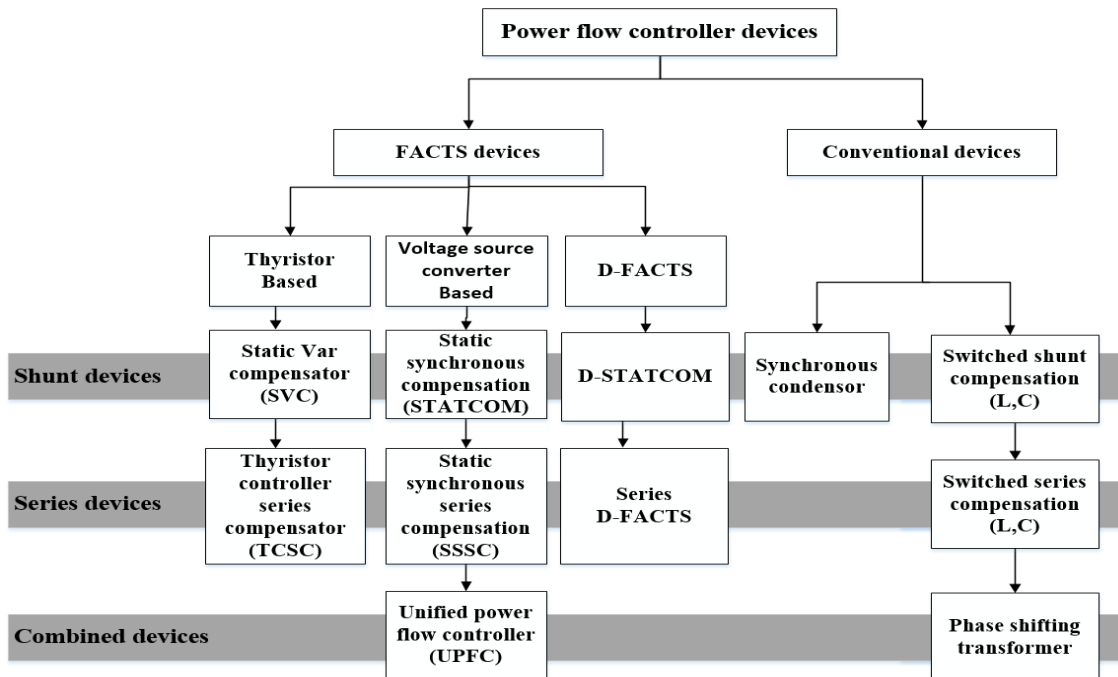 Power flow controller devices
FACTS devices
Conventional devices
Thyristor
Based
Voltage source
converter
Based
D-FACTS
Shunt devices
Static Var
compensator
(SVC)
Static
synchronous
compensation
(STATCOM)
D-STATCOM
Synchronous
condensor
Switched shunt
compensation
(L,C)
Series devices
Thyristor
controller
series
compensator
(TCSC)
Static
synchronous
series
compensation
(SSSC)
Series
D-FACTS
Switched series
compensation
(L,C)
Combined devices
Unified power
flow controller
(UPFC)
Phase shifting
transformer